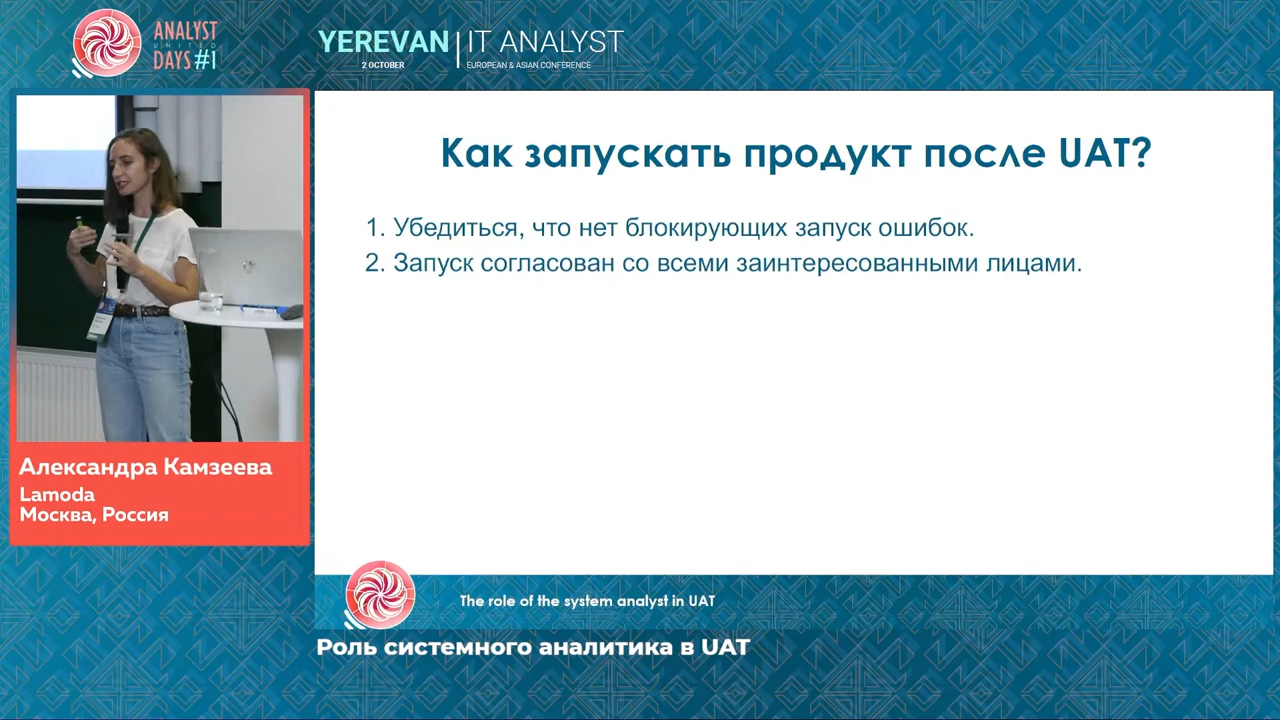 ANALYST
UNITED
DAYS #1
YEREVAN IT ANALYST
2 OCTOBER
EUROPEAN & ASIAN CONFERENCE
Как запускать продукт после UAT?
1. Убедиться, что нет блокирующих запуск ошибок.
2. Запуск согласован со всеми заинтересованными лицами.
Александра Камзеева
Lamoda
Москва, Россия
The role of the system analyst in UAT
Роль системного аналитика в UAT